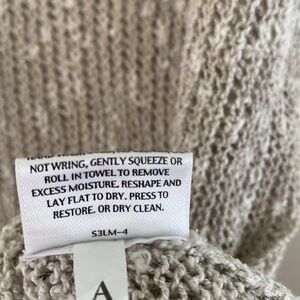 NOT WRING, GENTLY SQUEEZE OR
ROLL IN TOWEL TO REMOVE
EXCESS MOISTURE. RESHAPE AND
LAY FLAT TO DRY. PRESS TO
RESTORE. OR DRY CLEAN.
S3LM-4
A